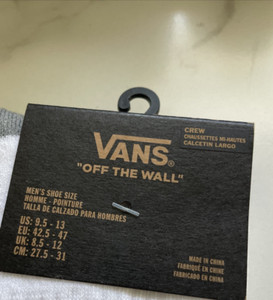 CREW
CHAUSSETTES MI-HAUTES
CALCETIN LARGO
VANS®
"OFF THE WALL"
MEN'S SHOE SIZE
HOMME - POINTURE
TALLA DE CALZADO PARA HOMBRES
US: 9.5 - 13
EU: 42.5 - 47
UK: 8.5 - 12
CM: 27.5 - 31
MADE IN CHINA
FABRIQUÉ EN CHINE
FABRICADO EN CHINA